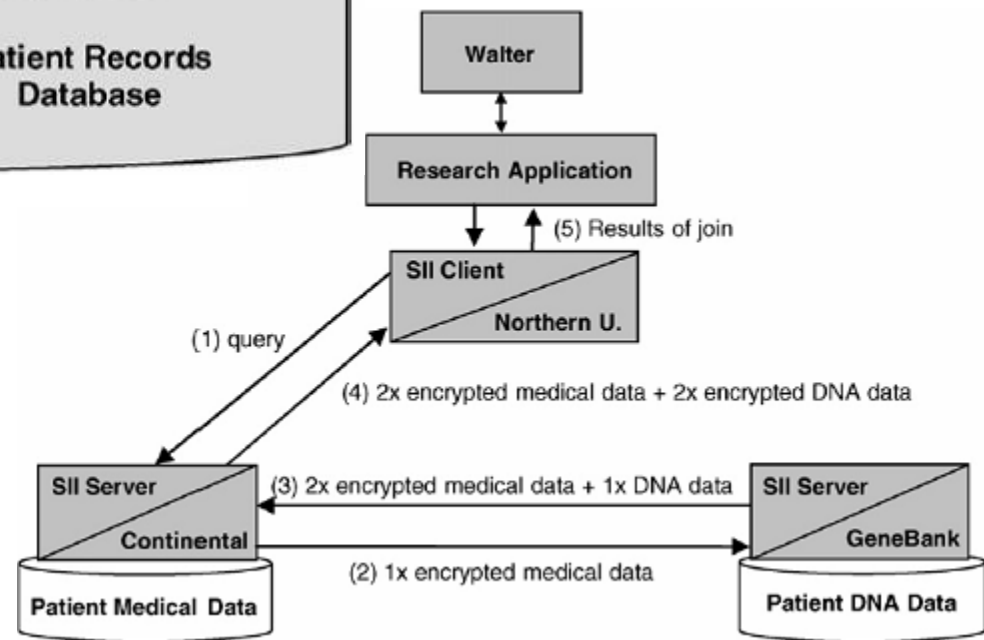 atient Records
Database
Walter
Research Application
(5) Results of join
SII Client
Northern U.
(1) query
(4) 2x encrypted medical data + 2x encrypted DNA data
SII Server
Continental
(3) 2x encrypted medical data + 1x DNA data
SII Server
GeneBank
(2) 1x encrypted medical data
Patient Medical Data
Patient DNA Data